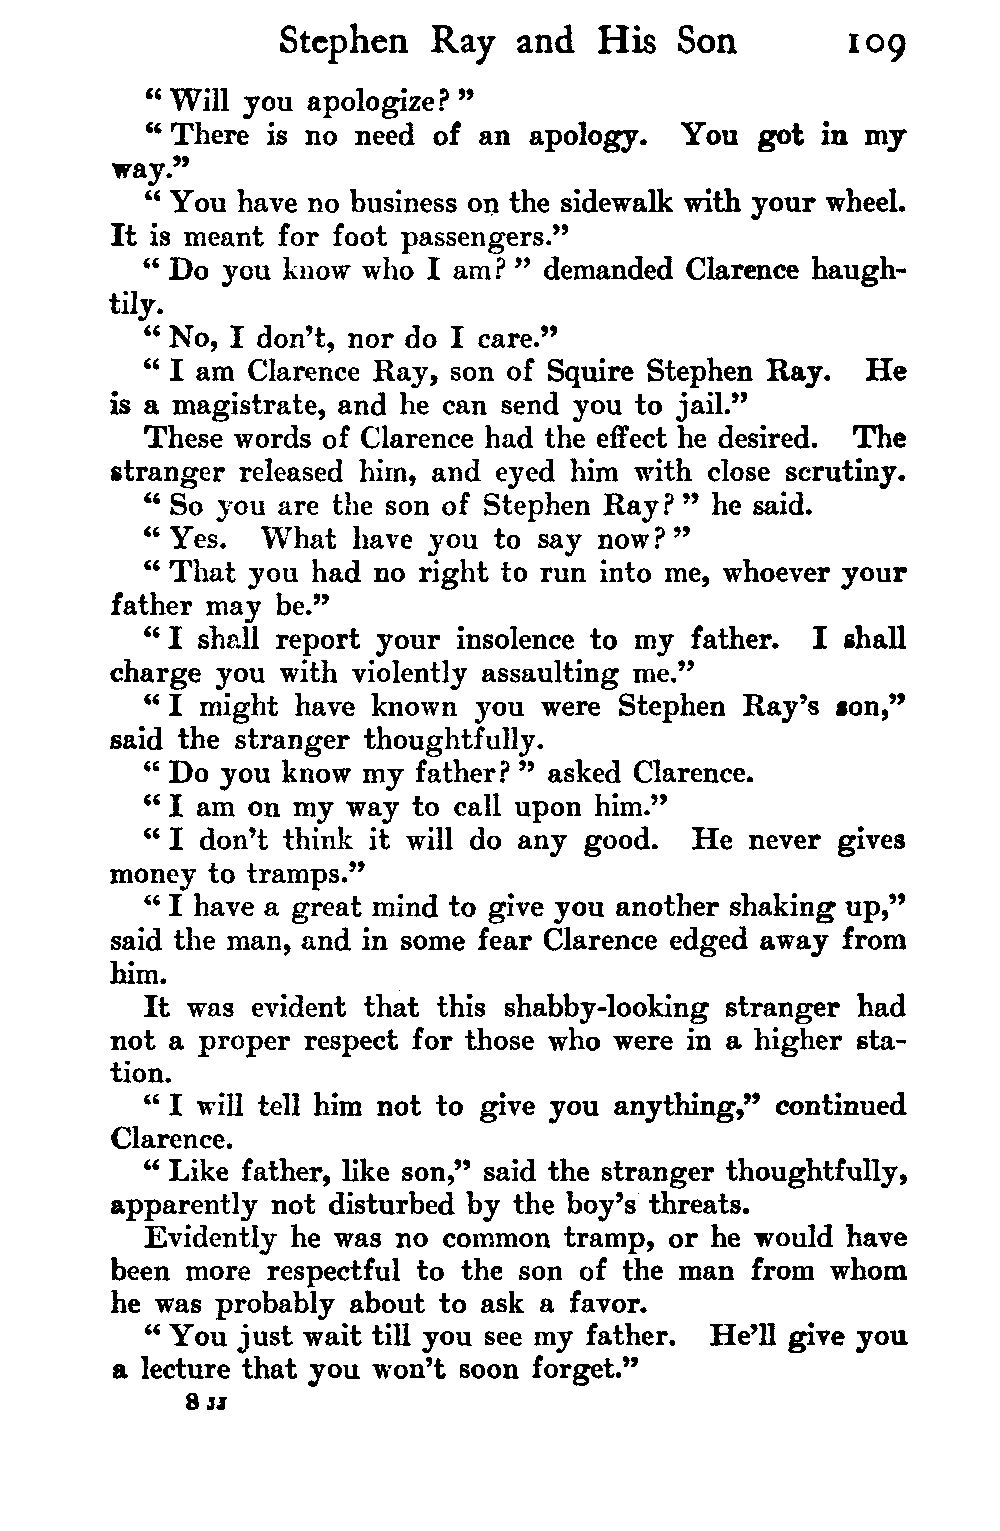 Stephen Ray and His Son 109
“ Will you apologize? ”
“ There is no need of an apology. You got in my
way.”
“ You have no business on the sidewalk with your wheel.
It is meant for foot passengers.”
“ Do you know who I am? ” demanded Clarence haugh-
tily.
“ No, I don’t, nor do I care.”
“ I am Clarence Ray, son of Squire Stephen Ray. He
is a magistrate, and he can send you to jail.”
These words of Clarence had the effect he desired. The
stranger released him, and eyed him with close scrutiny.
“ So you are the son of Stephen Ray? ” he said.
“ Yes. What have you to say now? ”
“ That you had no right to run into me, whoever your
father may be.”
“ I shall report your insolence to my father. I shall
charge you with violently assaulting me.”
“ I might have known you were Stephen Ray’s son,”
said the stranger thoughtfully.
“ Do you know my father? ” asked Clarence.
“ I am on my way to call upon him.”
“ I don’t think it will do any good. He never gives
money to tramps.”
“ I have a great mind to give you another shaking up,”
said the man, and in some fear Clarence edged away from
him.
It was evident that this shabby-looking stranger had
not a proper respect for those who were in a higher sta-
tion.
“ I will tell him not to give you anything,” continued
Clarence.
“ Like father, like son,” said the stranger thoughtfully,
apparently not disturbed by the boy’s threats.
Evidently he was no common tramp, or he would have
been more respectful to the son of the man from whom
he was probably about to ask a favor.
“ You just wait till you see my father. He’ll give you
a lecture that you won’t soon forget.”
8 JJ